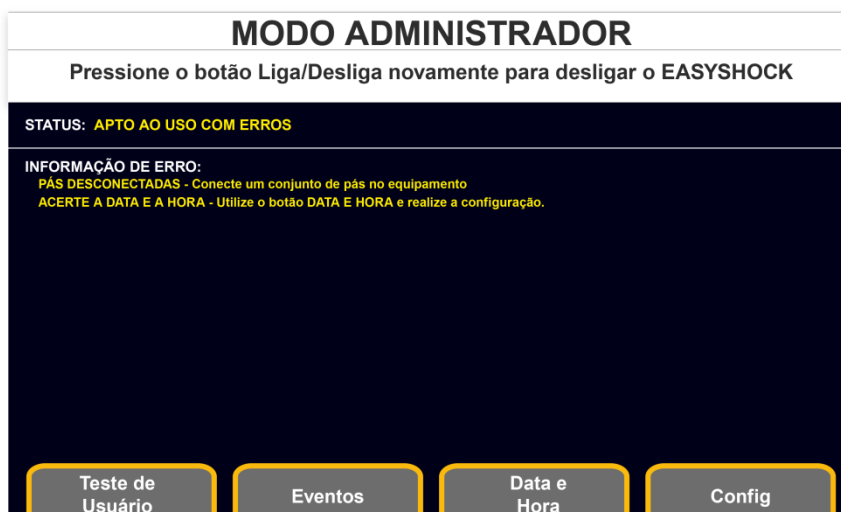 MODO ADMINISTRADOR
Pressione o botão Liga/Desliga novamente para desligar o EASYSHOCK
STATUS: APTO AO USO COM ERROS
INFORMAÇÃO DE ERRO:
PÁS DESCONECTADAS - Conecte um conjunto de pás no equipamento
ACERTE A DATA E A HORA - Utilize o botão DATA E HORA e realize a configuração.
Teste de
Usuário
Eventos
Data e
Hora
Config